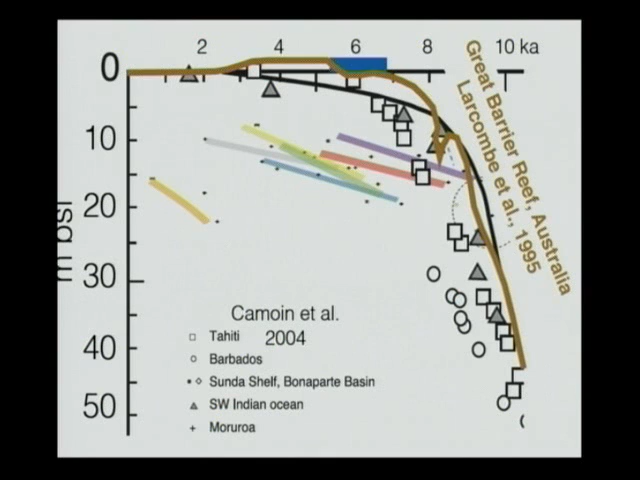 2 4 6 8 10 ka
0
10
20
30
40
50
m bsl
Great Barrier Reef, Australia
Larcombe et al., 1995
Camoin et al.
2004
Tahiti
Barbados
Sunda Shelf, Bonaparte Basin
SW Indian ocean
Moruroa